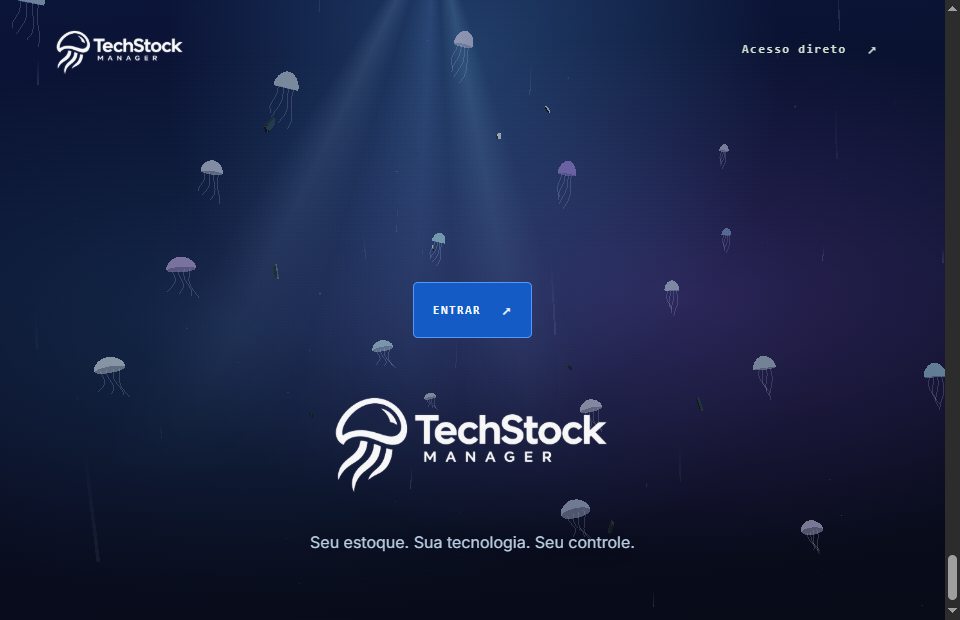 TechStock
MANAGER
Acesso direto ↗
ENTRAR ↗
TechStock
MANAGER
Seu estoque. Sua tecnologia. Seu controle.